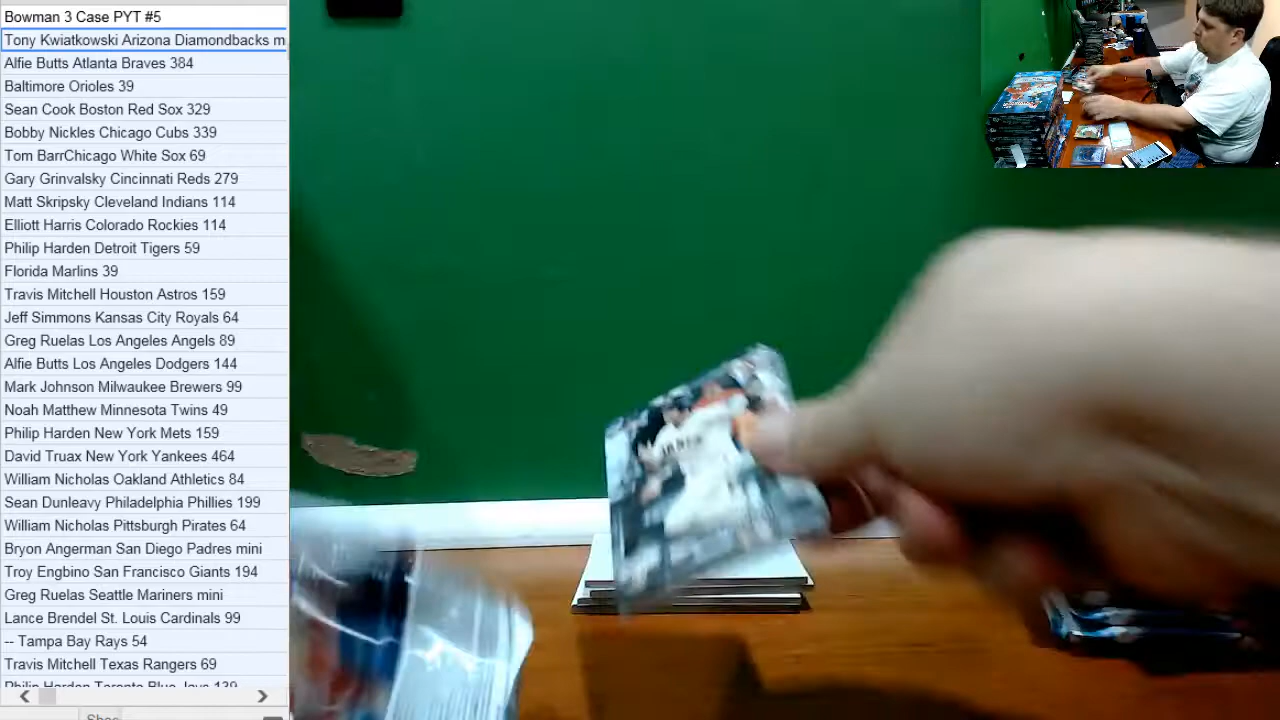 Bowman 3 Case PYT #5
Tony Kwiatkowski Arizona Diamondbacks m
Alfie Butts Atlanta Braves 384
Baltimore Orioles 39
Sean Cook Boston Red Sox 329
Bobby Nickles Chicago Cubs 339
Tom BarrChicago White Sox 69
Gary Grinvalsky Cincinnati Reds 279
Matt Skripsky Cleveland Indians 114
Elliott Harris Colorado Rockies 114
Philip Harden Detroit Tigers 59
Florida Marlins 39
Travis Mitchell Houston Astros 159
Jeff Simmons Kansas City Royals 64
Greg Ruelas Los Angeles Angels 89
Alfie Butts Los Angeles Dodgers 144
Mark Johnson Milwaukee Brewers 99
Noah Matthew Minnesota Twins 49
Philip Harden New York Mets 159
David Truax New York Yankees 464
William Nicholas Oakland Athletics 84
Sean Dunleavy Philadelphia Phillies 199
William Nicholas Pittsburgh Pirates 64
Bryon Angerman San Diego Padres mini
Troy Engbino San Francisco Giants 194
Greg Ruelas Seattle Mariners mini
Lance Brendel St. Louis Cardinals 99
-- Tampa Bay Rays 54
Travis Mitchell Texas Rangers 69
Philip Harden Toronto Blue Jays 139